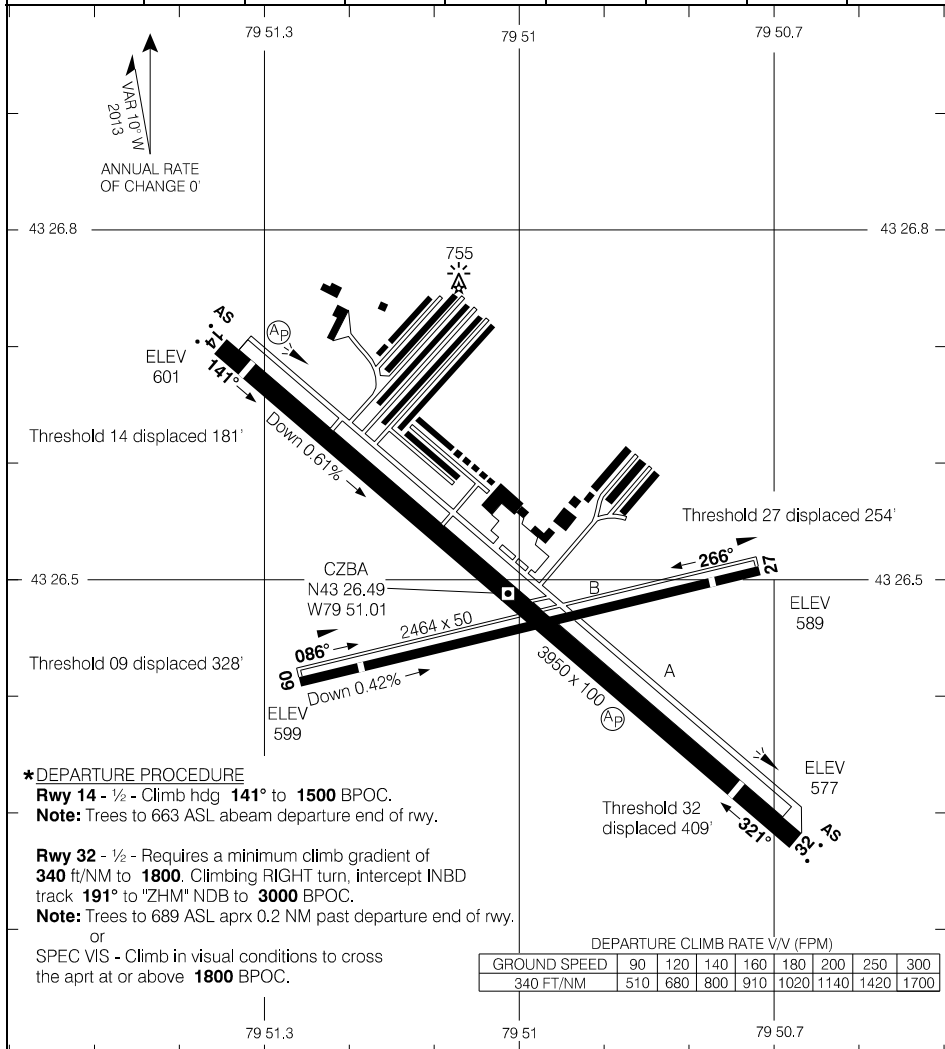 79 51.3
79 51
79 50.7
VAR 10° W
2013
ANNUAL RATE
OF CHANGE 0'
43 26.8
43 26.8
755
AS
14
AP
ELEV
601
141°
Threshold 14 displaced 181'
Down 0.61%
Threshold 27 displaced 254'
266°
27
43 26.5
CZBA
N43 26.49
W79 51.01
B
ELEV
589
2464 x 50
086°
Threshold 09 displaced 328'
09
Down 0.42%
3950 x 100
A
AP
ELEV
599
ELEV
577
Threshold 32
displaced 409'
321°
32
AS
*DEPARTURE PROCEDURE
Rwy 14 - ½ - Climb hdg 141° to 1500 BPOC.
Note: Trees to 663 ASL abeam departure end of rwy.
Rwy 32 - ½ - Requires a minimum climb gradient of
340 ft/NM to 1800. Climbing RIGHT turn, intercept INBD
track 191° to "ZHM" NDB to 3000 BPOC.
Note: Trees to 689 ASL aprx 0.2 NM past departure end of rwy.
or
SPEC VIS - Climb in visual conditions to cross
the aprt at or above 1800 BPOC.
DEPARTURE CLIMB RATE V/V (FPM)
GROUND SPEED 90 120 140 160 180 200 250 300
340 FT/NM 510 680 800 910 1020 1140 1420 1700
79 51.3
79 51
79 50.7